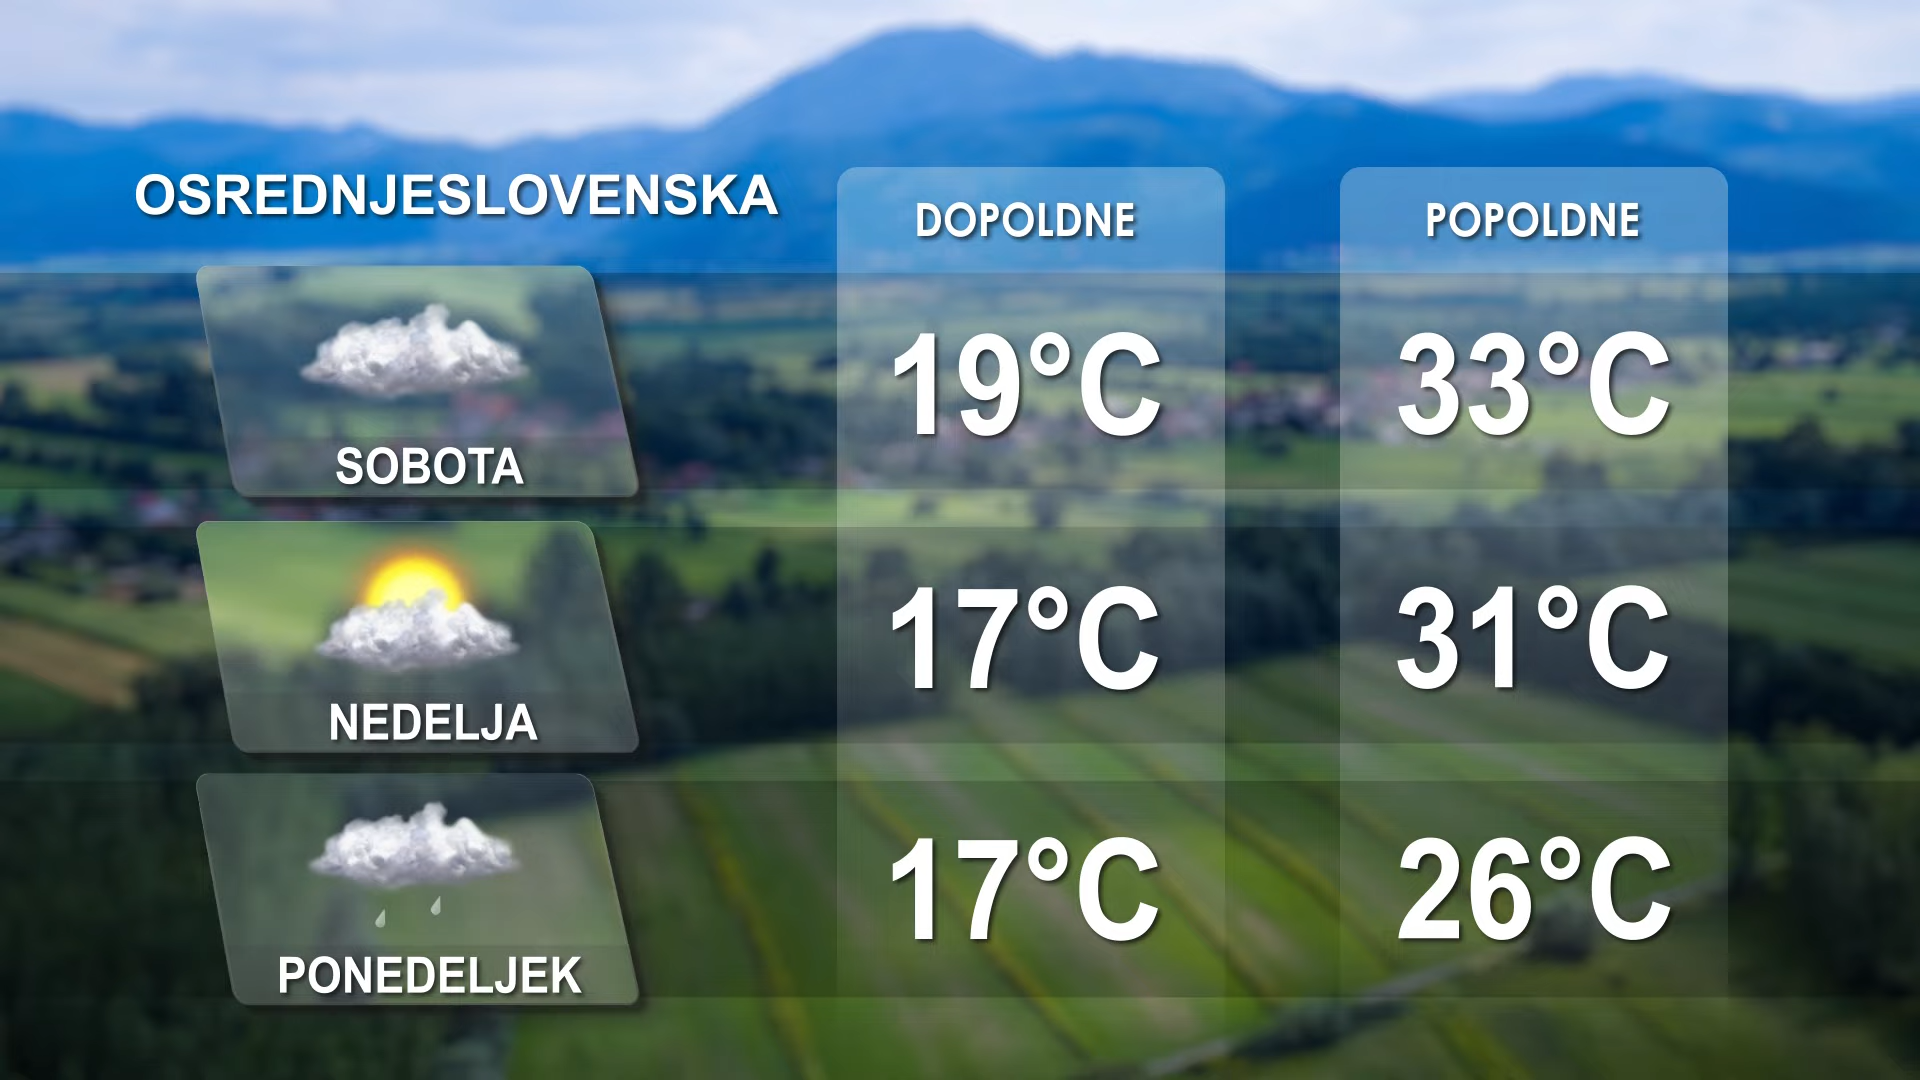 OSREDNJESLOVENSKA
DOPOLDNE POPOLDNE
SOBOTA 19°C 33°C
NEDELJA 17°C 31°C
PONEDELJEK 17°C 26°C